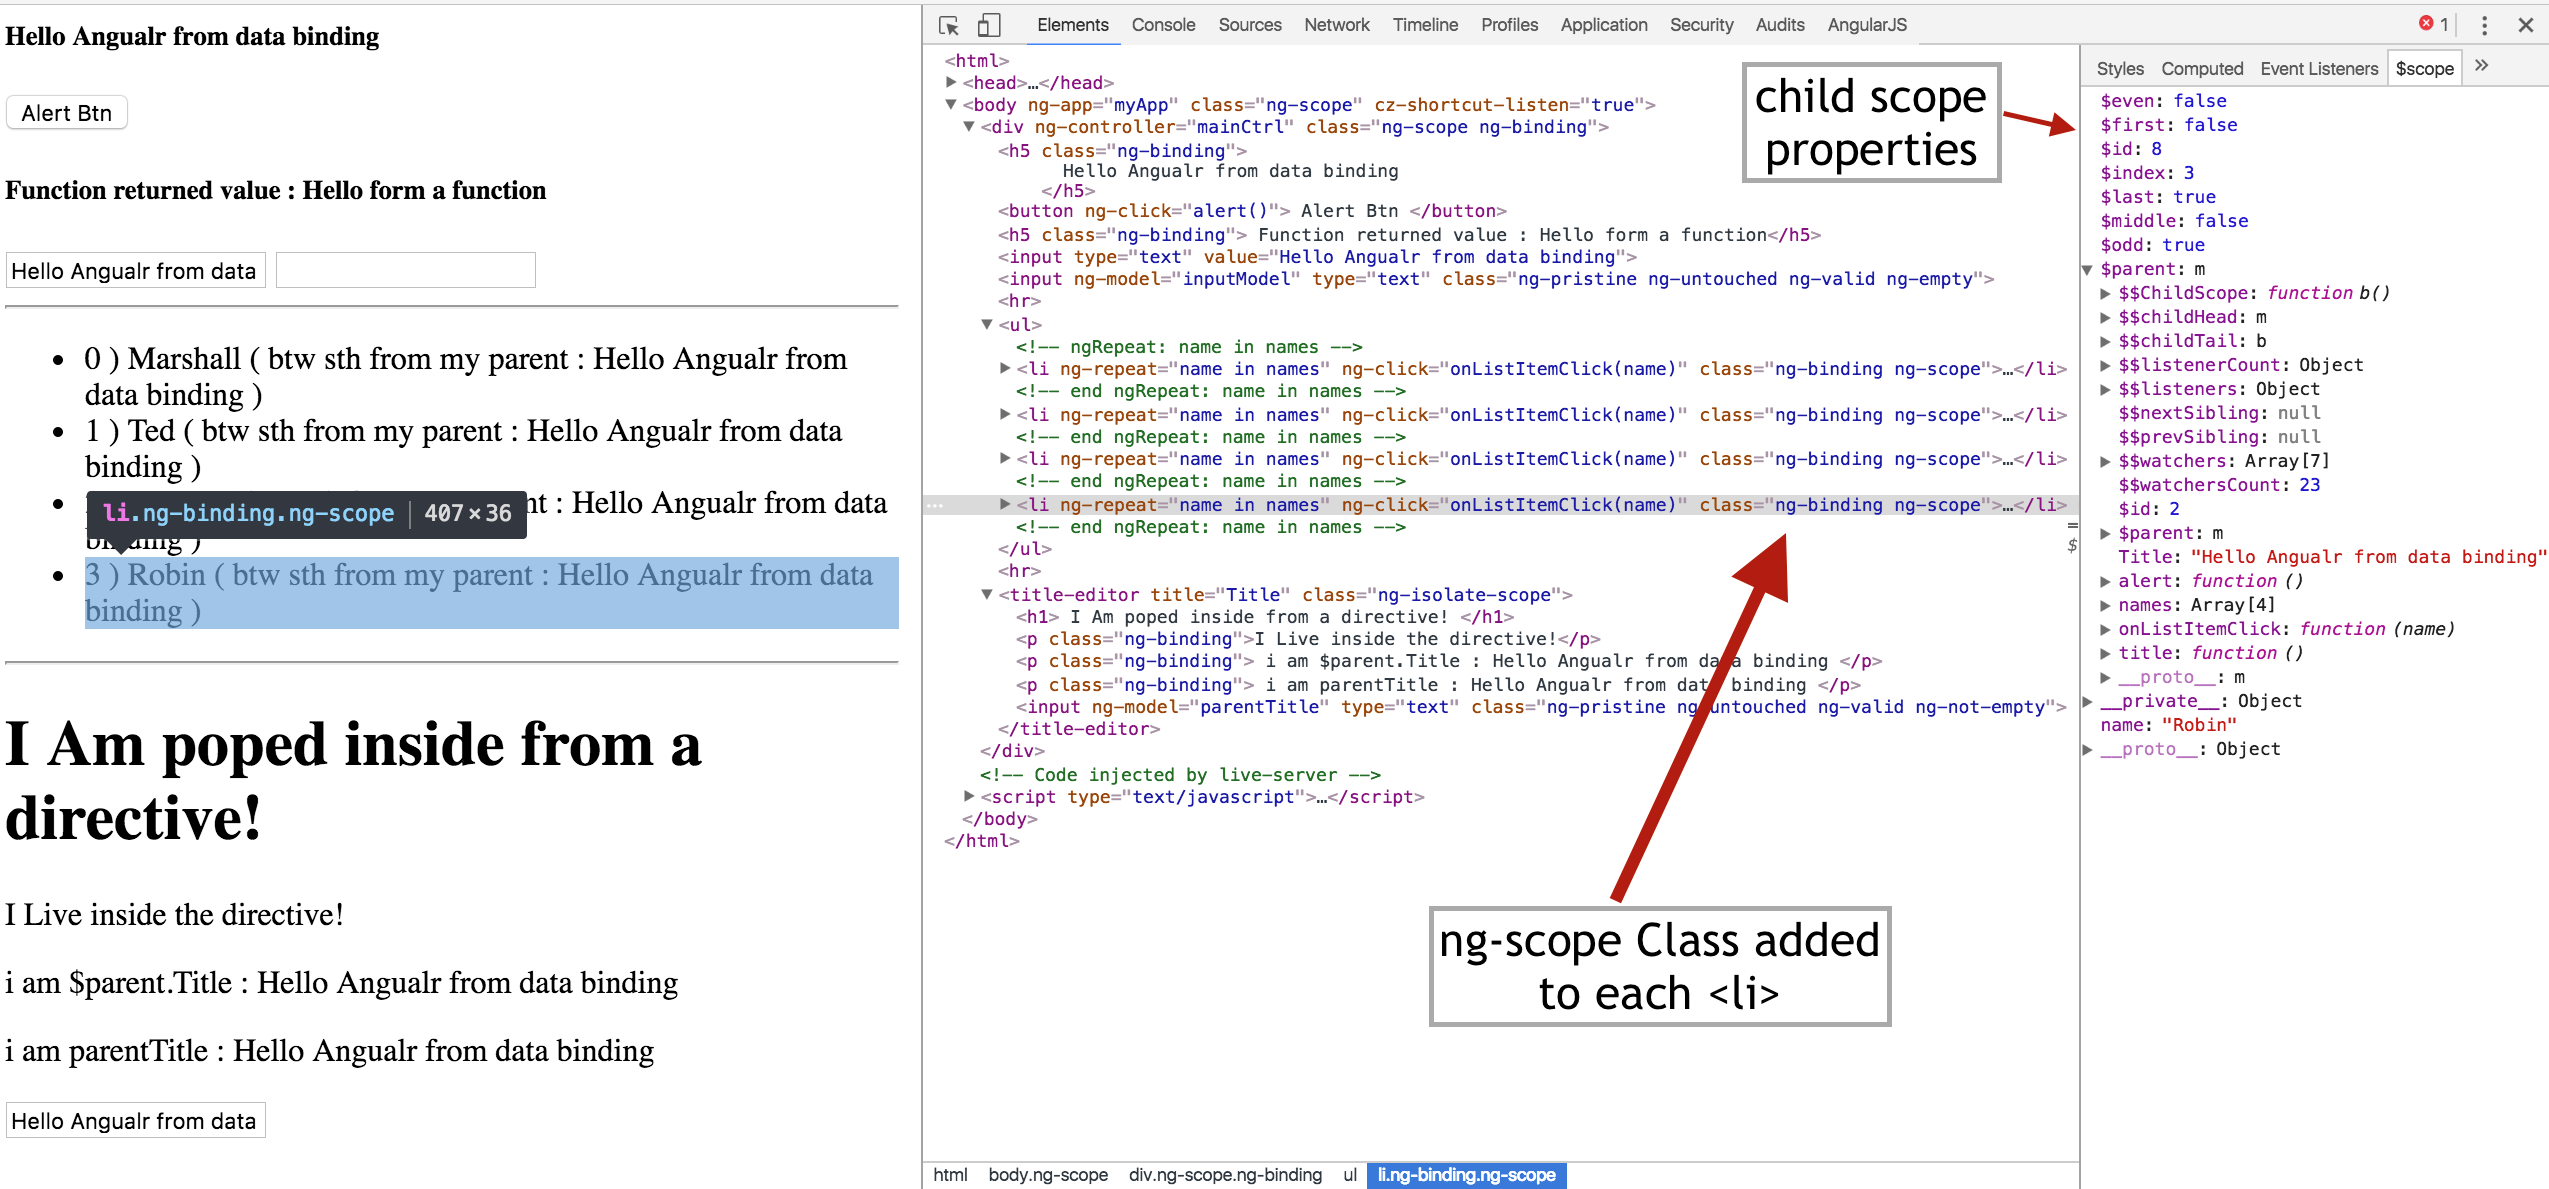 Hello Angualr from data binding
Alert Btn
Function returned value : Hello form a function
Hello Angualr from data
0 ) Marshall ( btw sth from my parent : Hello Angualr from
data binding )
1 ) Ted ( btw sth from my parent : Hello Angualr from data
binding )
nt : Hello Angualr from data
binding )
li.ng-binding.ng-scope | 407 × 36
3 ) Robin ( btw sth from my parent : Hello Angualr from data
binding )
I Am poped inside from a
directive!
I Live inside the directive!
i am $parent.Title : Hello Angualr from data binding
i am parentTitle : Hello Angualr from data binding
Hello Angualr from data
Elements Console Sources Network Timeline Profiles Application Security Audits AngularJS
1
<html>
<head>…</head>
<body ng-app="myApp" class="ng-scope" cz-shortcut-listen="true">
<div ng-controller="mainCtrl" class="ng-scope ng-binding">
<h5 class="ng-binding">
Hello Angualr from data binding
</h5>
<button ng-click="alert()"> Alert Btn </button>
<h5 class="ng-binding"> Function returned value : Hello form a function</h5>
<input type="text" value="Hello Angualr from data binding">
<input ng-model="inputModel" type="text" class="ng-pristine ng-untouched ng-valid ng-empty">
<hr>
<ul>
<!-- ngRepeat: name in names -->
<li ng-repeat="name in names" ng-click="onListItemClick(name)" class="ng-binding ng-scope">…</li>
<!-- end ngRepeat: name in names -->
<li ng-repeat="name in names" ng-click="onListItemClick(name)" class="ng-binding ng-scope">…</li>
<!-- end ngRepeat: name in names -->
<li ng-repeat="name in names" ng-click="onListItemClick(name)" class="ng-binding ng-scope">…</li>
<!-- end ngRepeat: name in names -->
<li ng-repeat="name in names" ng-click="onListItemClick(name)" class="ng-binding ng-scope">…</li>
<!-- end ngRepeat: name in names -->
</ul>
<hr>
<title-editor title="Title" class="ng-isolate-scope">
<h1> I Am poped inside from a directive! </h1>
<p class="ng-binding">I Live inside the directive!</p>
<p class="ng-binding"> i am $parent.Title : Hello Angualr from data binding </p>
<p class="ng-binding"> i am parentTitle : Hello Angualr from data binding </p>
<input ng-model="parentTitle" type="text" class="ng-pristine ng-untouched ng-valid ng-not-empty">
</title-editor>
</div>
<!-- Code injected by live-server -->
<script type="text/javascript">…</script>
</body>
</html>
= $
child scope
properties
ng-scope Class added
to each <li>
html body.ng-scope div.ng-scope.ng-binding ul li.ng-binding.ng-scope
Styles Computed Event Listeners $scope »
$even: false
$first: false
$id: 8
$index: 3
$last: true
$middle: false
$odd: true
$parent: m
$$ChildScope: function b()
$$childHead: m
$$childTail: b
$$listenerCount: Object
$$listeners: Object
$$nextSibling: null
$$prevSibling: null
$$watchers: Array[7]
$$watchersCount: 23
$id: 2
$parent: m
Title: "Hello Angualr from data binding"
alert: function ()
names: Array[4]
onListItemClick: function (name)
title: function ()
__proto__: m
__private__: Object
name: "Robin"
__proto__: Object